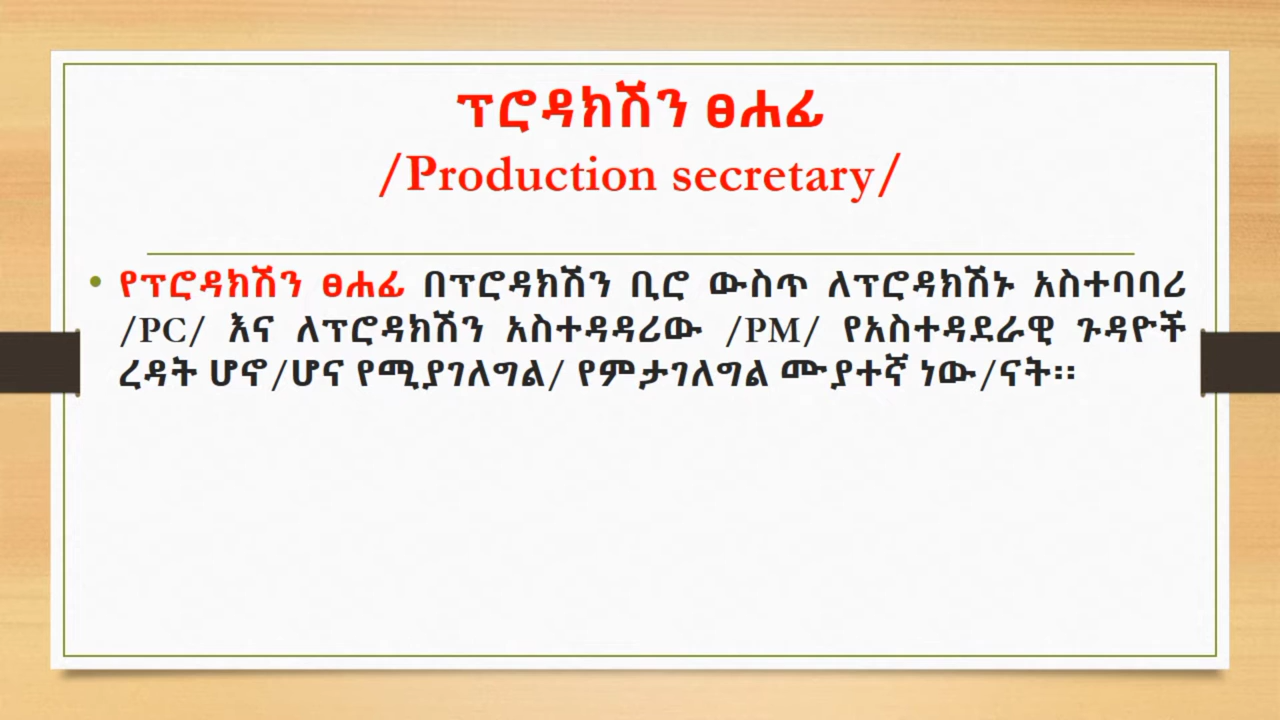 ፕሮዳክሽን ፀሐፊ
/Production secretary/
• የፕሮዳክሽን ፀሐፊ በፕሮዳክሽን ቢሮ ውስጥ ለፕሮዳክሽኑ አስተባባሪ
/PC/ እና ለፕሮዳክሽን አስተዳዳሪው /PM/ የአስተዳደራዊ ጉዳዮች
ረዳት ሆኖ/ሆና የሚያገለግል/ የምታገለግል ሙያተኛ ነው/ናት፡፡